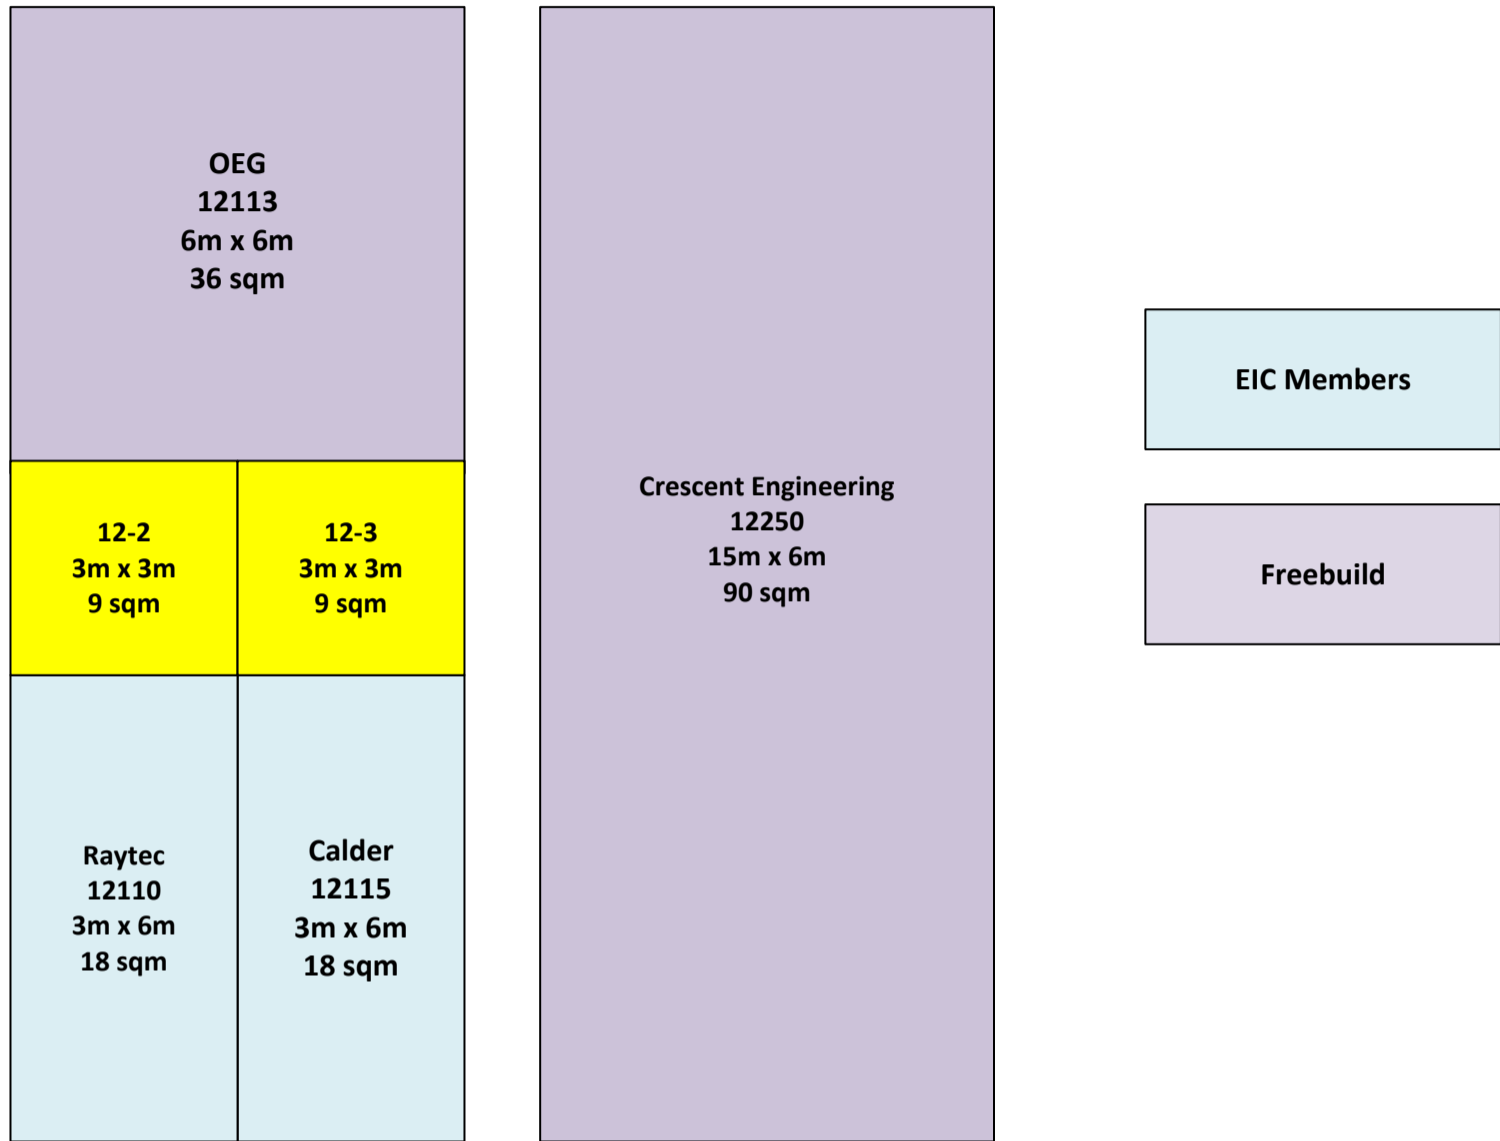 OEG
12113
6m x 6m
36 sqm
12-2
3m x 3m
9 sqm
12-3
3m x 3m
9 sqm
Raytec
12110
3m x 6m
18 sqm
Calder
12115
3m x 6m
18 sqm
Crescent Engineering
12250
15m x 6m
90 sqm
EIC Members
Freebuild